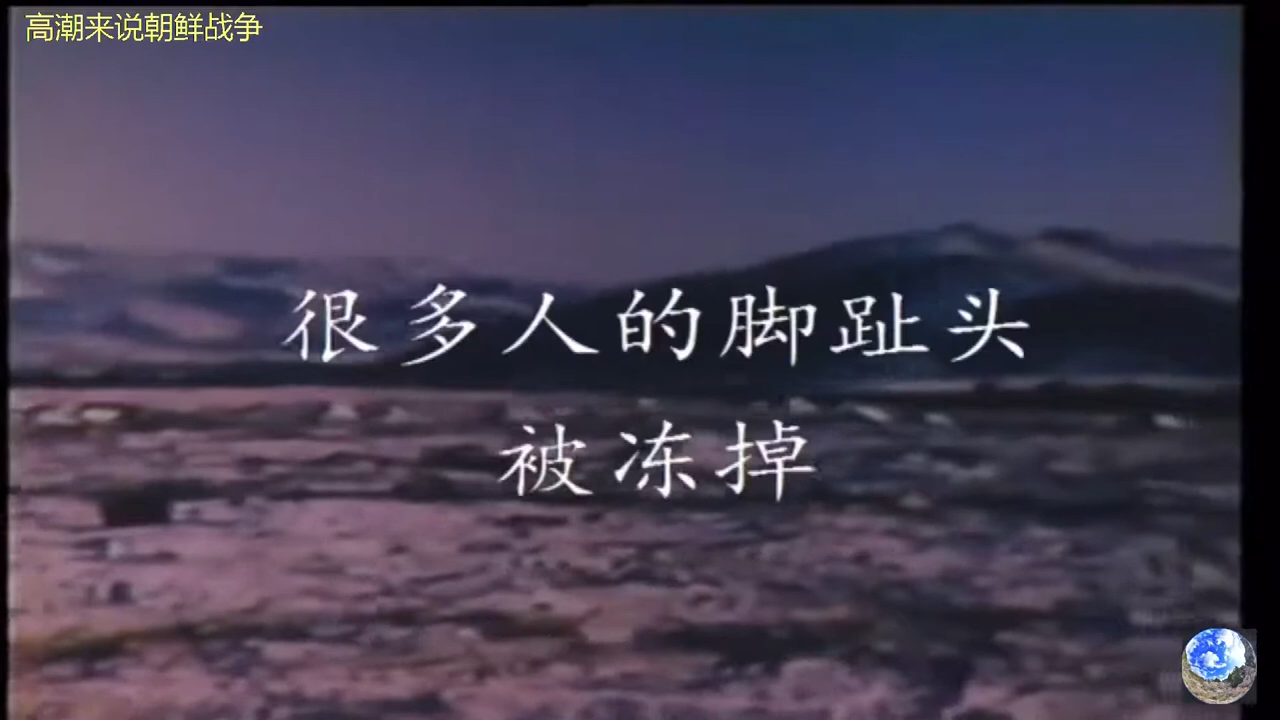 高潮来说朝鲜战争
很多人的脚趾头
被冻掉